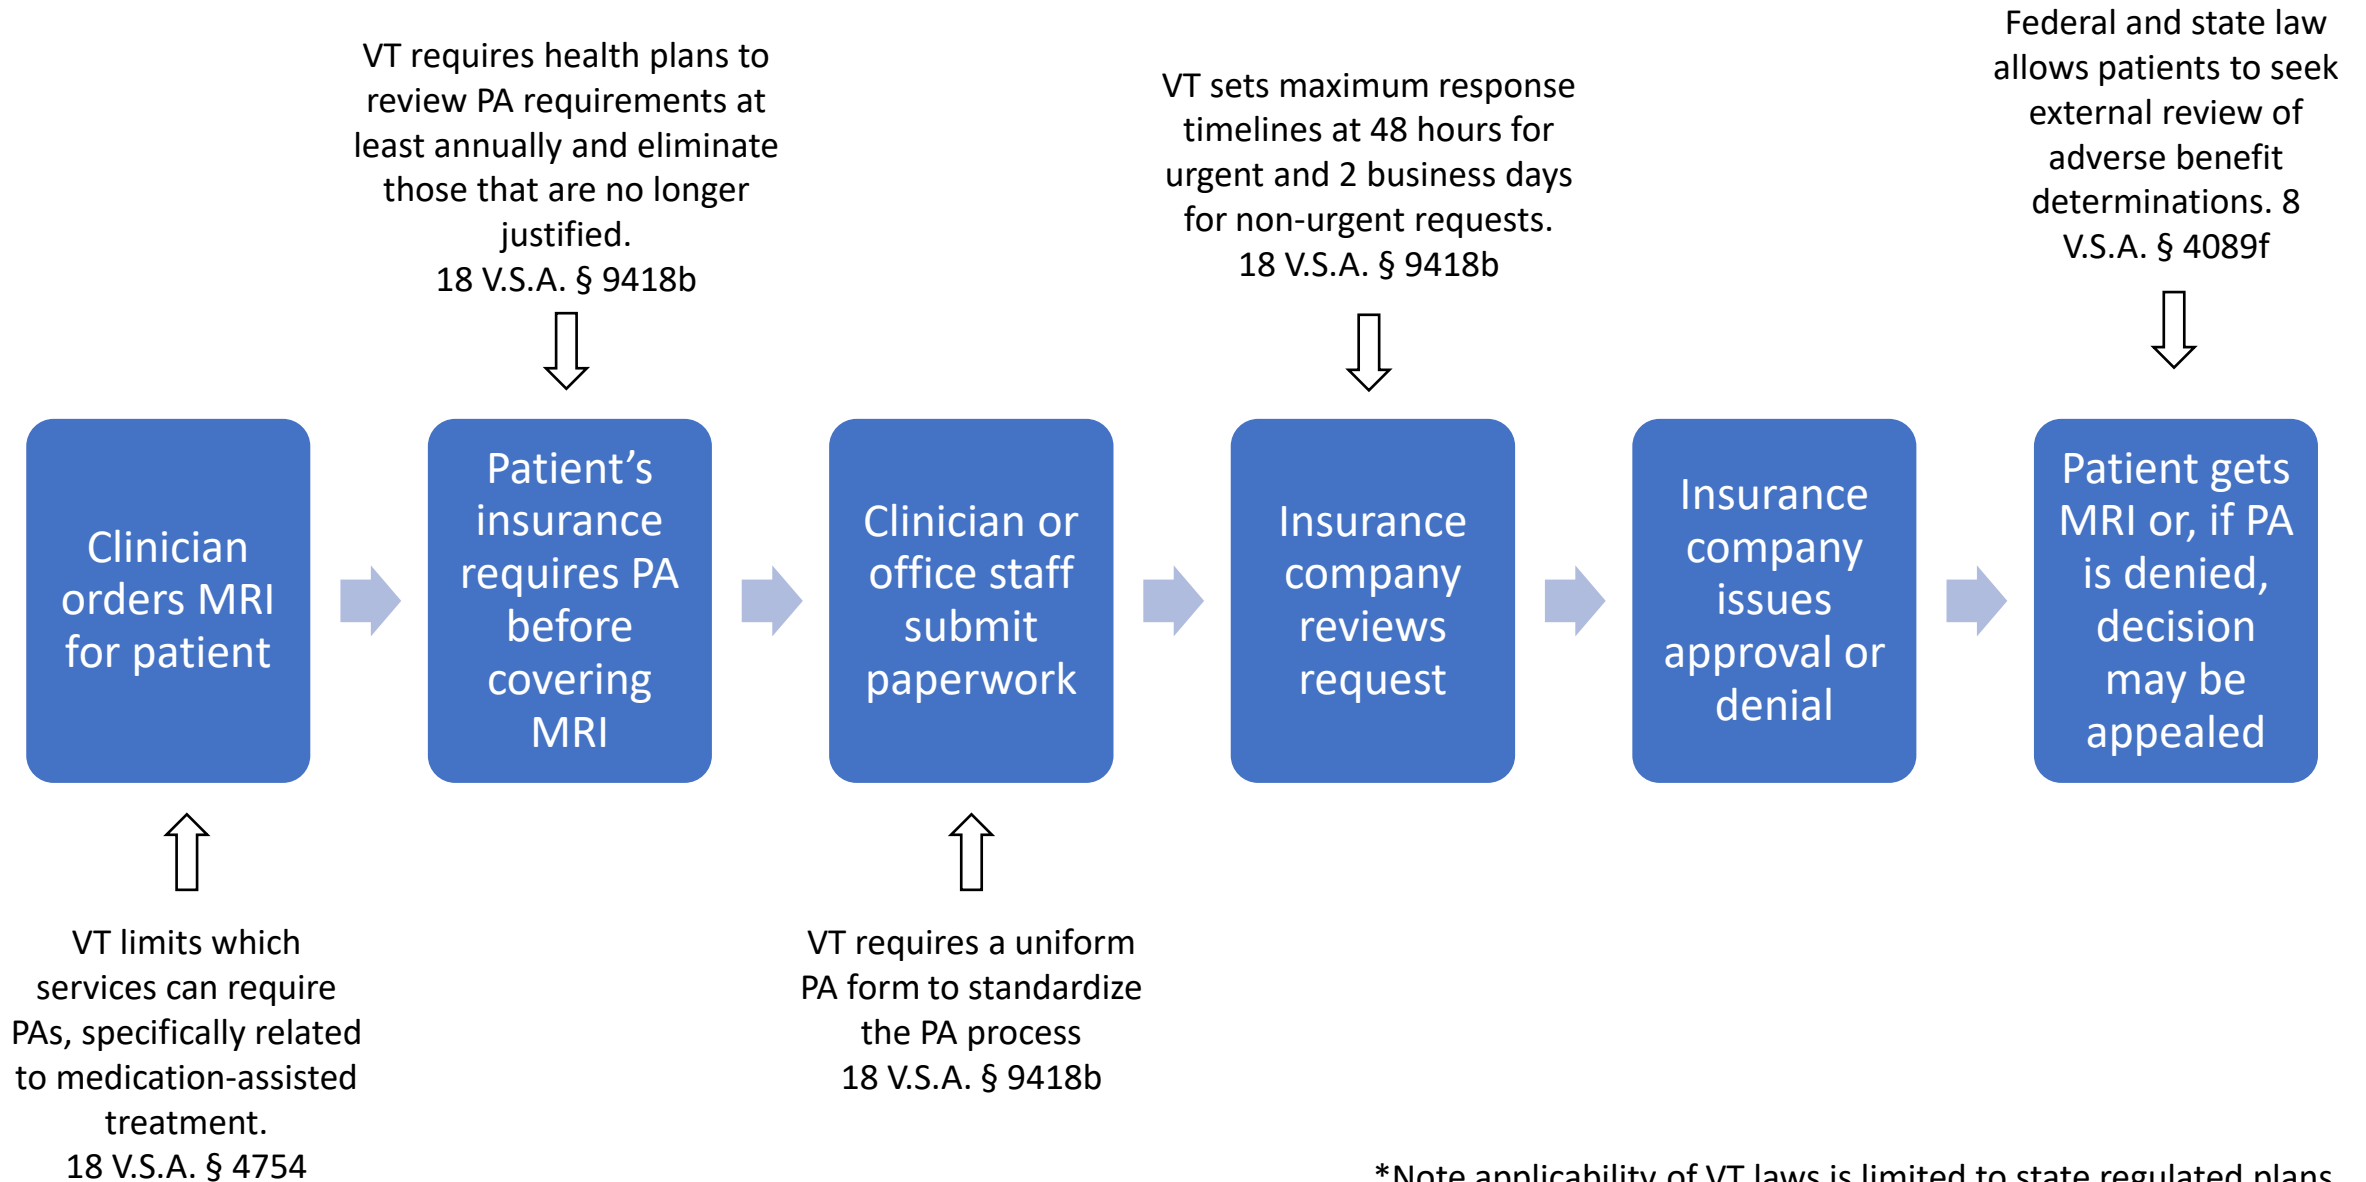 VT requires health plans to
review PA requirements at
least annually and eliminate
those that are no longer
justified.
18 V.S.A. § 9418b
VT sets maximum response
timelines at 48 hours for
urgent and 2 business days
for non-urgent requests.
18 V.S.A. § 9418b
Federal and state law
allows patients to seek
external review of
adverse benefit
determinations. 8
V.S.A. § 4089f
Clinician
orders MRI
for patient
Patient’s
insurance
requires PA
before
covering
MRI
Clinician or
office staff
submit
paperwork
Insurance
company
reviews
request
Insurance
company
issues
approval or
denial
Patient gets
MRI or, if PA
is denied,
decision
may be
appealed
VT limits which
services can require
PAs, specifically related
to medication-assisted
treatment.
18 V.S.A. § 4754
VT requires a uniform
PA form to standardize
the PA process
18 V.S.A. § 9418b
*Note applicability of VT laws is limited to state regulated plans